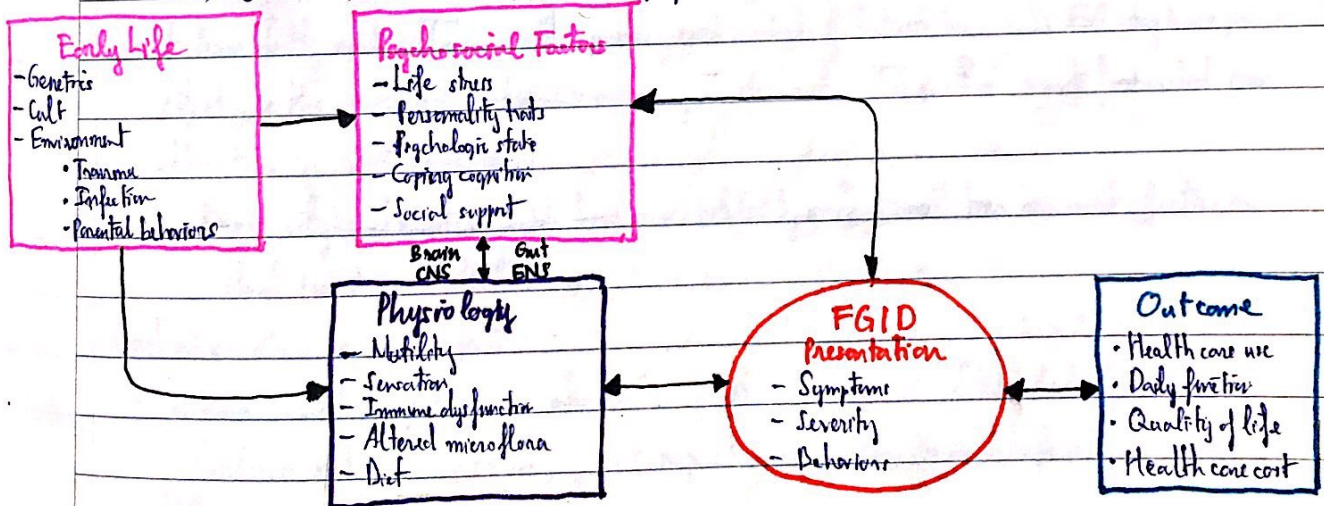 Early Life
- Genetics
- Cult
- Environment
• Trauma
• Infection
• Parental behaviors
Psychosocial Factors
- Life stress
- Personality traits
- Psychologic state
- Coping cognition
- Social support
Brain Gut
CNS ENS
Physiology
- Motility
- Sensation
- Immune dysfunction
- Altered microflora
- Diet
FGID
Presentation
- Symptoms
- Severity
- Behaviors
Outcome
• Health care use
• Daily function
• Quality of life
• Health care cost